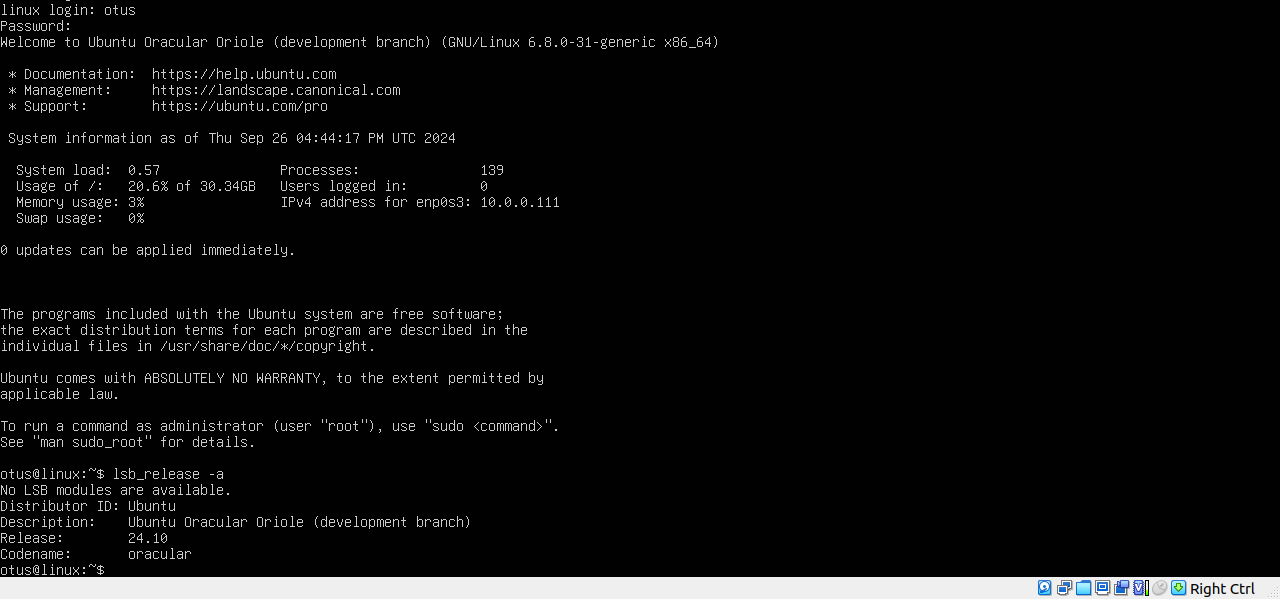 linux login: otus
Password:
Welcome to Ubuntu Oracular Oriole (development branch) (GNU/Linux 6.8.0-31-generic x86_64)
* Documentation: https://help.ubuntu.com
* Management: https://landscape.canonical.com
* Support: https://ubuntu.com/pro
System information as of Thu Sep 26 04:44:17 PM UTC 2024
System load: 0.57 Processes: 139
Usage of /: 20.6% of 30.34GB Users logged in: 0
Memory usage: 3% IPv4 address for enp0s3: 10.0.0.111
Swap usage: 0%
0 updates can be applied immediately.
The programs included with the Ubuntu system are free software;
the exact distribution terms for each program are described in the
individual files in /usr/share/doc/*/copyright.
Ubuntu comes with ABSOLUTELY NO WARRANTY, to the extent permitted by
applicable law.
To run a command as administrator (user "root"), use "sudo <command>".
See "man sudo_root" for details.
otus@linux:~$ lsb_release -a
No LSB modules are available.
Distributor ID: Ubuntu
Description: Ubuntu Oracular Oriole (development branch)
Release: 24.10
Codename: oracular
otus@linux:~$
Right Ctrl